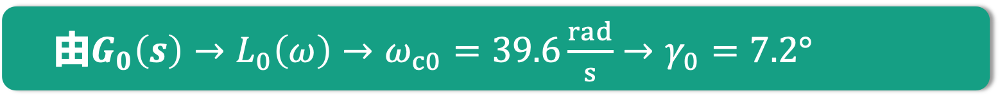 由G₀(s) → L₀(ω) → ω_c0 = 39.6 rad/s → γ₀ = 7.2°